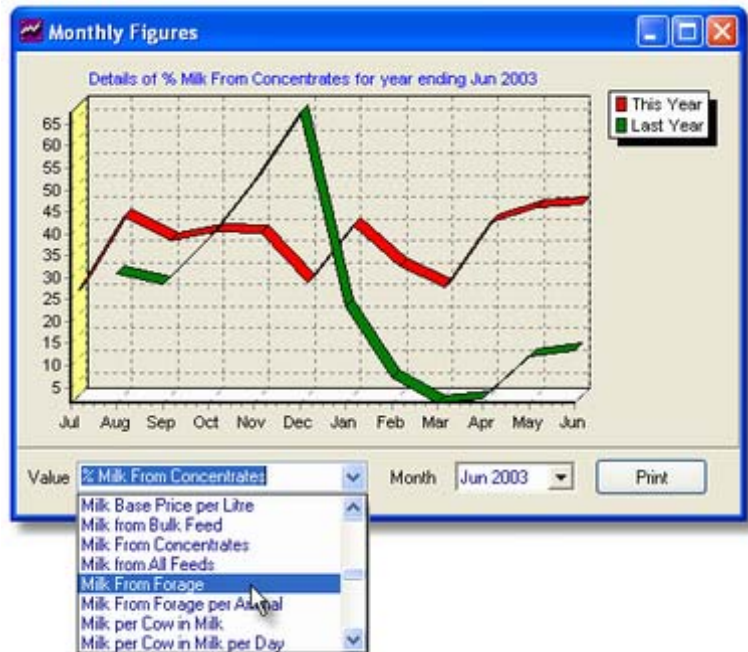 Monthly Figures
Details of % Milk From Concentrates for year ending Jun 2003
This Year
Last Year
65
60
55
50
45
40
35
30
25
20
15
10
5
Jul Aug Sep Oct Nov Dec Jan Feb Mar Apr May Jun
Value % Milk From Concentrates Month Jun 2003 Print
Milk Base Price per Litre
Milk from Bulk Feed
Milk From Concentrates
Milk from All Feeds
Milk From Forage
Milk From Forage per Animal
Milk per Cow in Milk
Milk per Cow in Milk per Day